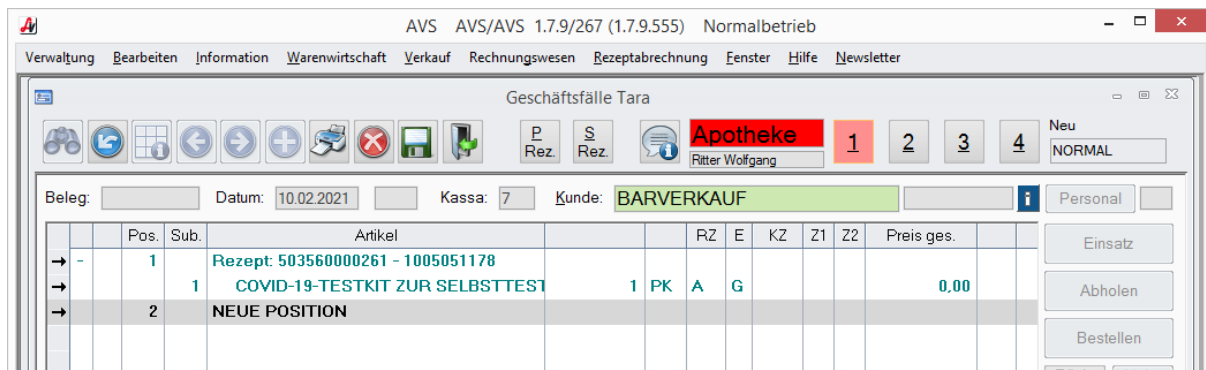 AVS AVS/AVS 1.7.9/267 (1.7.9.555) Normalbetrieb
Verwaltung Bearbeiten Information Warenwirtschaft Verkauf Rechnungswesen Rezeptabrechnung Fenster Hilfe Newsletter
Geschäftsfälle Tara
P Rez. S Rez. Apotheke 1 2 3 4 Neu
Ritter Wolfgang NORMAL
Beleg: Datum: 10.02.2021 Kassa: 7 Kunde: BARVERKAUF i Personal
Pos. Sub. Artikel RZ E KZ Z1 Z2 Preis ges. Einsatz
- 1 Rezept: 503560000261 - 1005051178
1 COVID-19-TESTKIT ZUR SELBSTTEST 1 PK A G 0,00 Abholen
2 NEUE POSITION
Bestellen